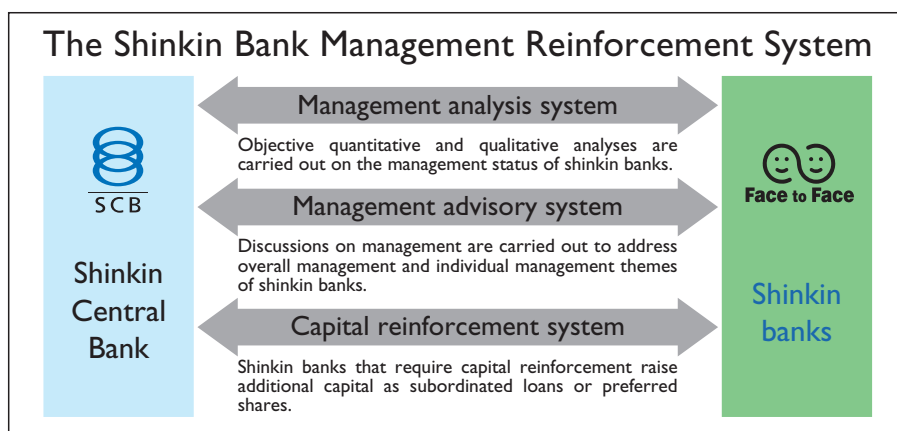 The Shinkin Bank Management Reinforcement System
Management analysis system
Objective quantitative and qualitative analyses are
carried out on the management status of shinkin banks.
SCB
Management advisory system
Face to Face
Discussions on management are carried out to address
overall management and individual management themes
of shinkin banks.
Shinkin
Central
Bank
Shinkin
banks
Capital reinforcement system
Shinkin banks that require capital reinforcement raise
additional capital as subordinated loans or preferred
shares.